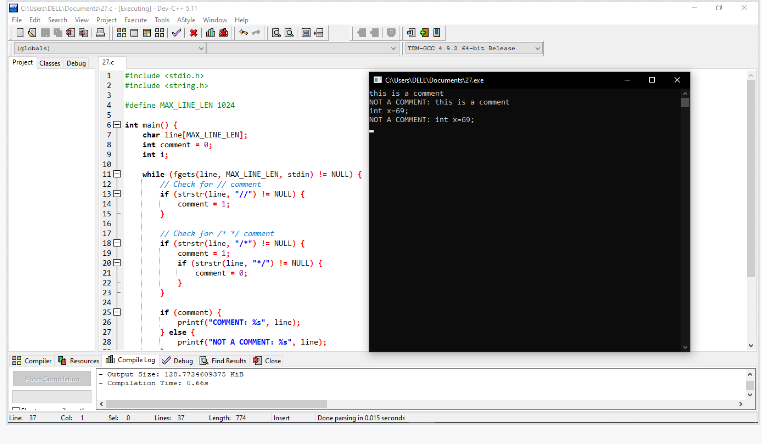 C:\Users\DELL\Documents\27.c - [Executing] - Dev-C++ 5.11
File Edit Search View Project Execute Tools AStyle Window Help
(globals)
TDM-GCC 4.9.2 64-bit Release
Project Classes Debug
27.c
1 #include <stdio.h>
2 #include <string.h>
3
4 #define MAX_LINE_LEN 1024
5
6 int main() {
7 char line[MAX_LINE_LEN];
8 int comment = 0;
9 int i;
10
11 while (fgets(line, MAX_LINE_LEN, stdin) != NULL) {
12 // Check for // comment
13 if (strstr(line, "//") != NULL) {
14 comment = 1;
15 }
16
17 // Check for /* */ comment
18 if (strstr(line, "/*") != NULL) {
19 comment = 1;
20 if (strstr(line, "*/") != NULL) {
21 comment = 0;
22 }
23 }
24
25 if (comment) {
26 printf("COMMENT: %s", line);
27 } else {
28 printf("NOT A COMMENT: %s", line);
C:\Users\DELL\Documents\27.exe
this is a comment
NOT A COMMENT: this is a comment
int x=69;
NOT A COMMENT: int x=69;
Compiler Resources Compile Log Debug Find Results Close
Abort Compilation
- Output Size: 128.7724609375 KiB
- Compilation Time: 0.66s
Line: 37 Col: 1 Sel: 0 Lines: 37 Length: 774 Insert Done parsing in 0.015 seconds